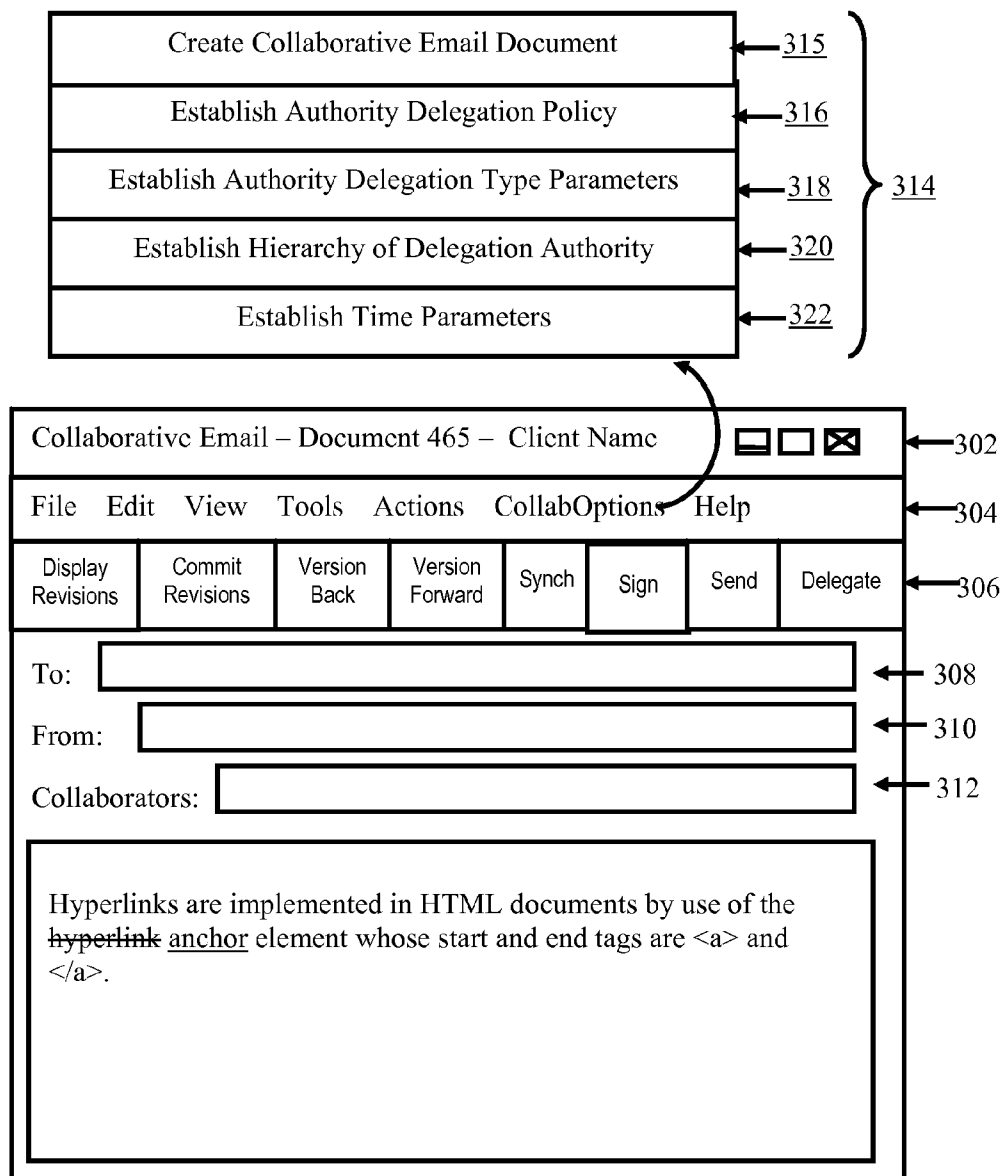 Create Collaborative Email Document 315
Establish Authority Delegation Policy 316
Establish Authority Delegation Type Parameters 318
314
Establish Hierarchy of Delegation Authority 320
Establish Time Parameters 322
Collaborative Email – Document 465 – Client Name 302
File Edit View Tools Actions CollabOptions Help 304
Display Revisions Commit Revisions Version Back Version Forward Synch Sign Send Delegate 306
To: 308
From: 310
Collaborators: 312
Hyperlinks are implemented in HTML documents by use of the
hyperlink anchor element whose start and end tags are <a> and
</a>.